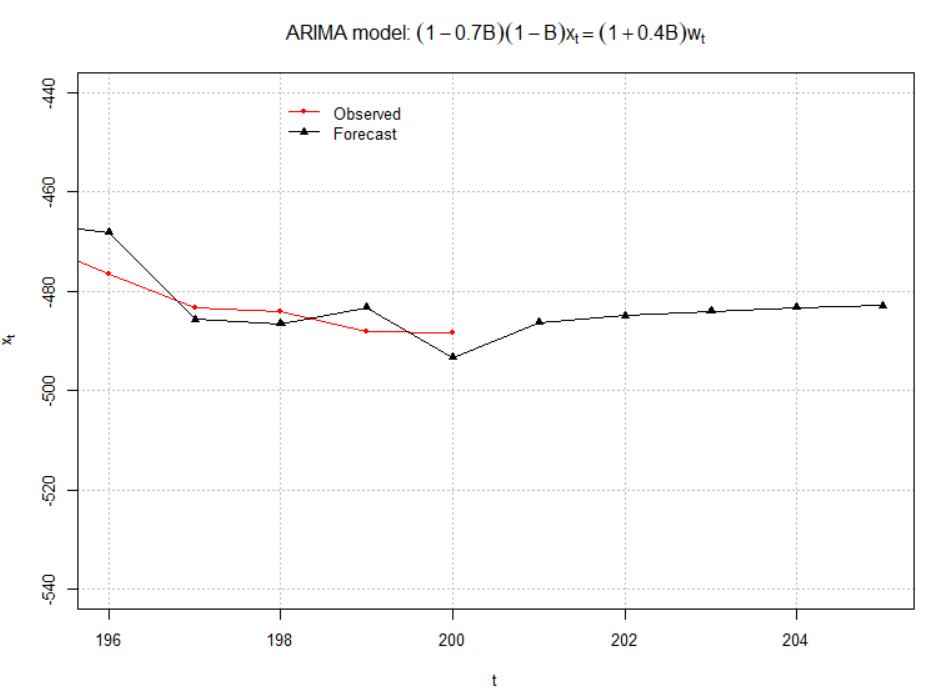 ARIMA model: (1 − 0.7B)(1 − B)xₜ = (1 + 0.4B)wₜ
Observed
Forecast
-440
-460
-480
-500
-520
-540
xₜ
196 198 200 202 204
t